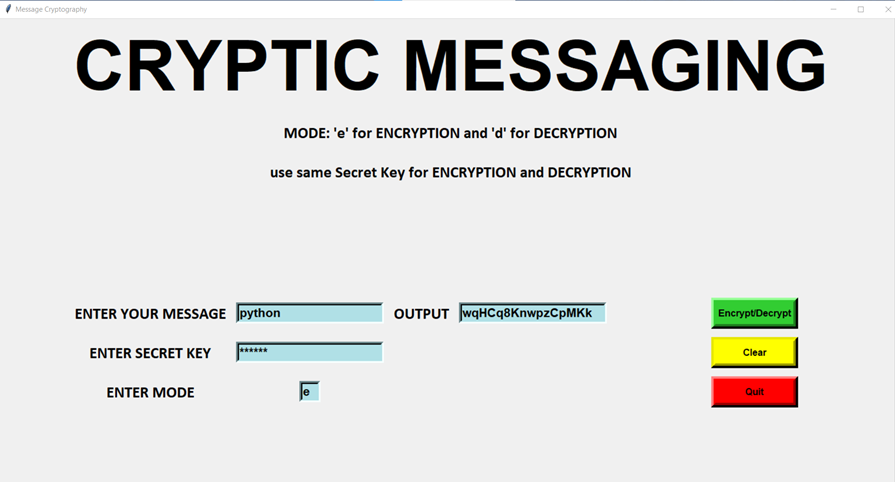 Message Cryptography
CRYPTIC MESSAGING
MODE: 'e' for ENCRYPTION and 'd' for DECRYPTION
use same Secret Key for ENCRYPTION and DECRYPTION
ENTER YOUR MESSAGE python OUTPUT wqHCq8KnwpzCpMKk Encrypt/Decrypt
ENTER SECRET KEY ****** Clear
ENTER MODE e Quit